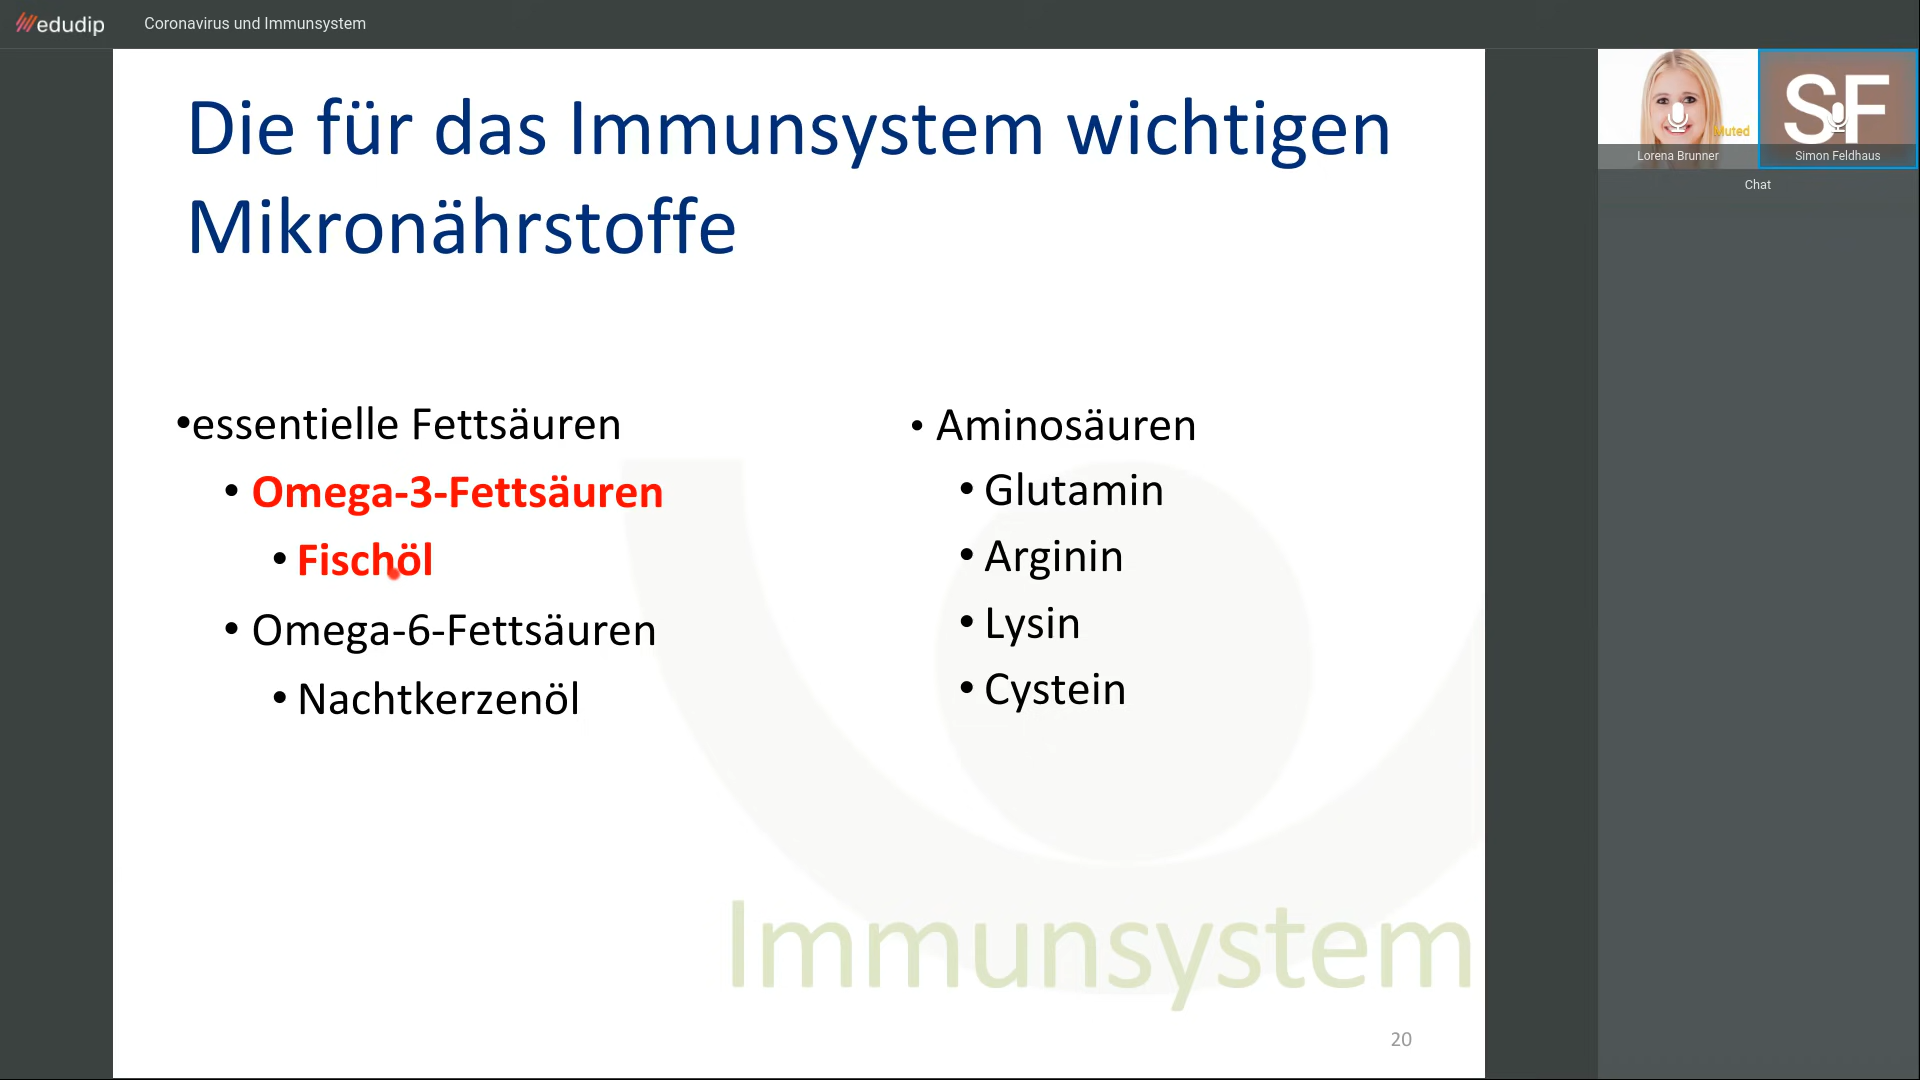 edudip
Coronavirus und Immunsystem
Die für das Immunsystem wichtigen
Mikronährstoffe
•essentielle Fettsäuren
• Omega-3-Fettsäuren
• Fischöl
• Omega-6-Fettsäuren
• Nachtkerzenöl
• Aminosäuren
• Glutamin
• Arginin
• Lysin
• Cystein
Immunsystem
20
Muted
Lorena Brunner
SF
Simon Feldhaus
Chat